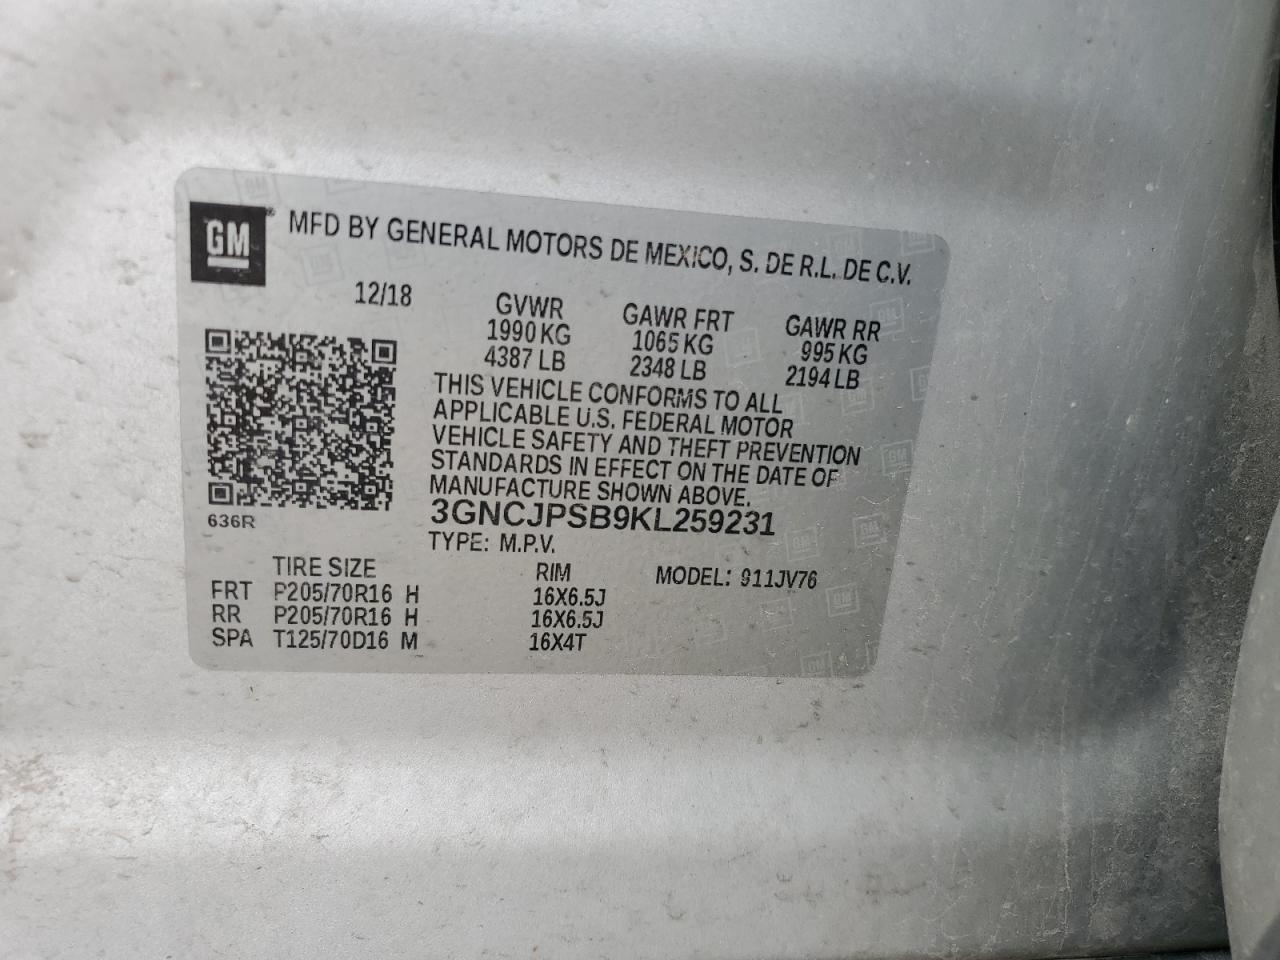 GM® MFD BY GENERAL MOTORS DE MEXICO, S. DE R.L. DE C.V.
12/18 GVWR GAWR FRT GAWR RR
1990 KG 1065 KG 995 KG
4387 LB 2348 LB 2194 LB
THIS VEHICLE CONFORMS TO ALL
APPLICABLE U.S. FEDERAL MOTOR
VEHICLE SAFETY AND THEFT PREVENTION
STANDARDS IN EFFECT ON THE DATE OF
MANUFACTURE SHOWN ABOVE.
3GNCJPSB9KL259231
636R
TYPE: M.P.V.
TIRE SIZE RIM MODEL: 911JV76
FRT P205/70R16 H 16X6.5J
RR P205/70R16 H 16X6.5J
SPA T125/70D16 M 16X4T